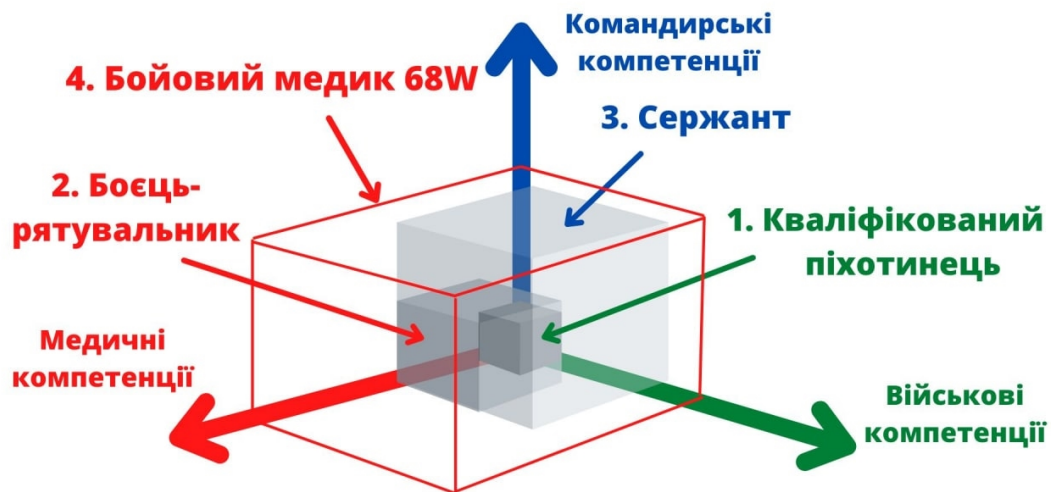 Командирські
компетенції
4. Бойовий медик 68W
3. Сержант
2. Боєць-
рятувальник
1. Кваліфікований
піхотинець
Медичні
компетенції
Військові
компетенції